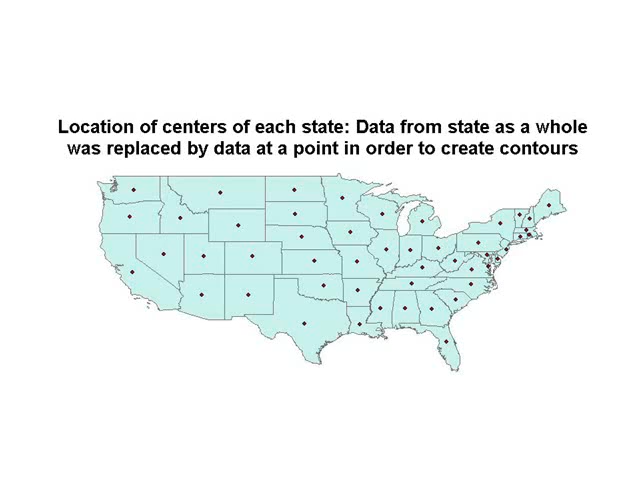 Location of centers of each state: Data from state as a whole
was replaced by data at a point in order to create contours